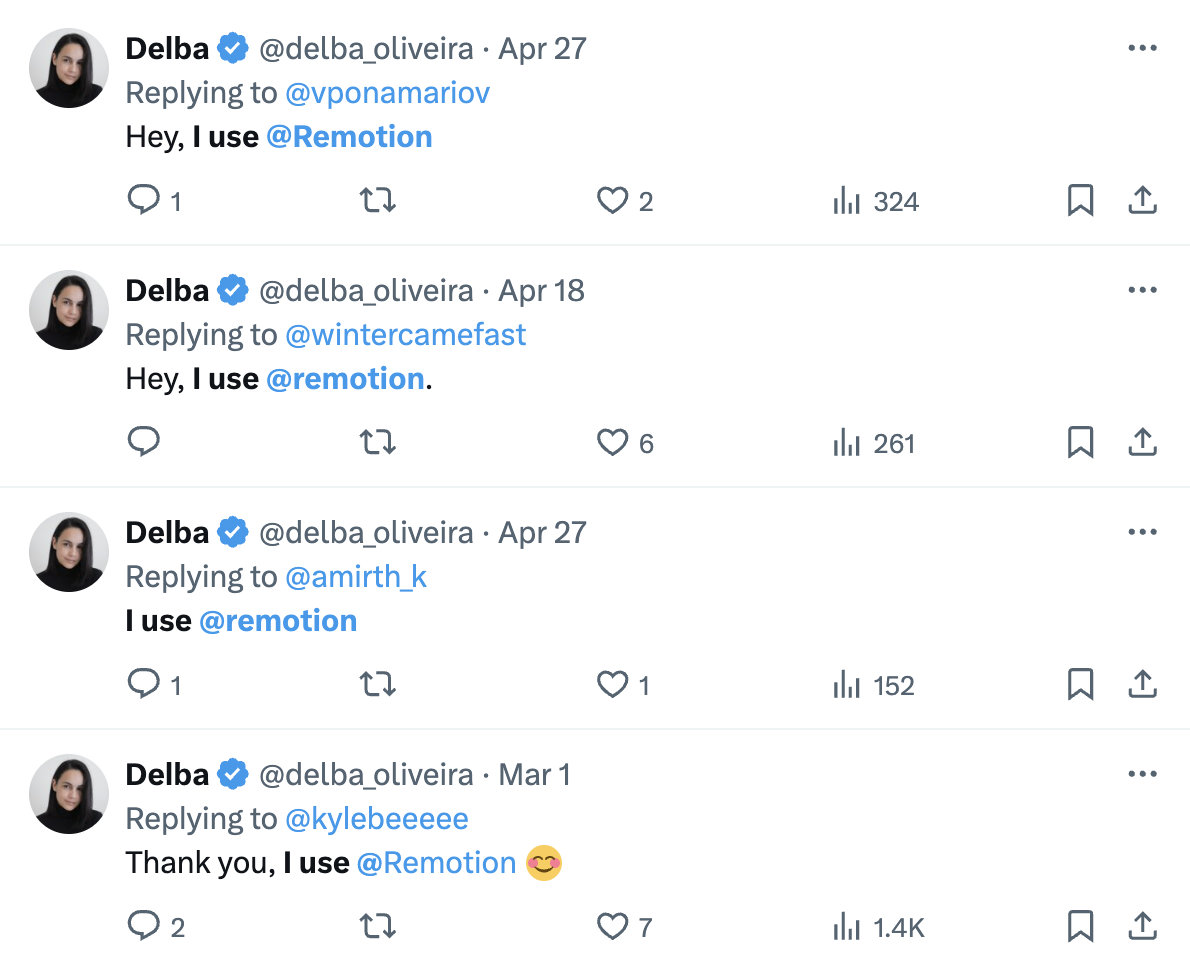 Delba @delba_oliveira · Apr 27
Replying to @vponamariov
Hey, I use @Remotion
1 2 324
Delba @delba_oliveira · Apr 18
Replying to @wintercamefast
Hey, I use @remotion.
6 261
Delba @delba_oliveira · Apr 27
Replying to @amirth_k
I use @remotion
1 1 152
Delba @delba_oliveira · Mar 1
Replying to @kylebeeeee
Thank you, I use @Remotion 😊
2 7 1.4K